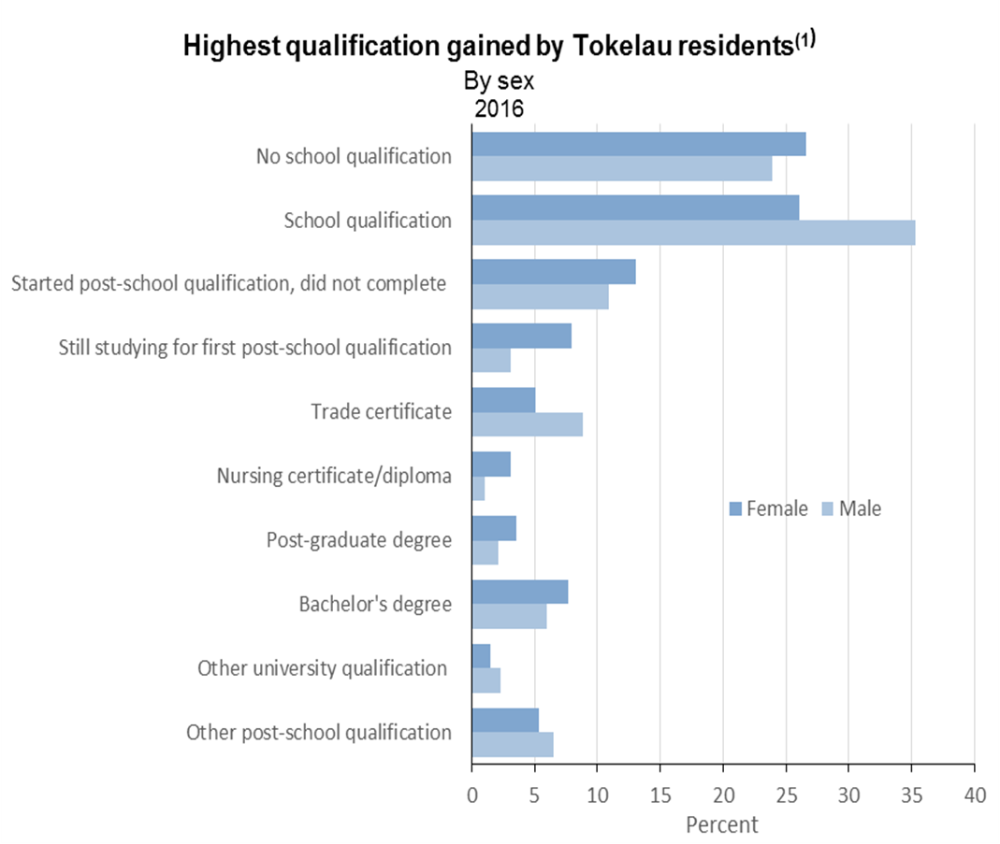 Highest qualification gained by Tokelau residents(1)
By sex
2016
No school qualification
School qualification
Started post-school qualification, did not complete
Still studying for first post-school qualification
Trade certificate
Nursing certificate/diploma
Post-graduate degree
Bachelor's degree
Other university qualification
Other post-school qualification
Female Male
0 5 10 15 20 25 30 35 40
Percent